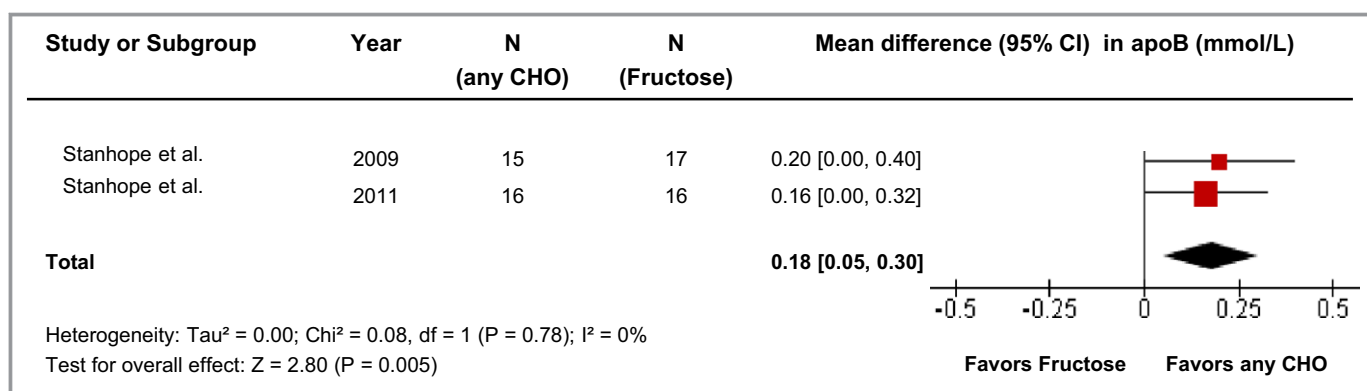 Study or Subgroup Year N N Mean difference (95% CI) in apoB (mmol/L)
(any CHO) (Fructose)
Stanhope et al. 2009 15 17 0.20 [0.00, 0.40]
Stanhope et al. 2011 16 16 0.16 [0.00, 0.32]
Total 0.18 [0.05, 0.30]
-0.5 -0.25 0 0.25 0.5
Heterogeneity: Tau² = 0.00; Chi² = 0.08, df = 1 (P = 0.78); I² = 0%
Test for overall effect: Z = 2.80 (P = 0.005)
Favors Fructose Favors any CHO